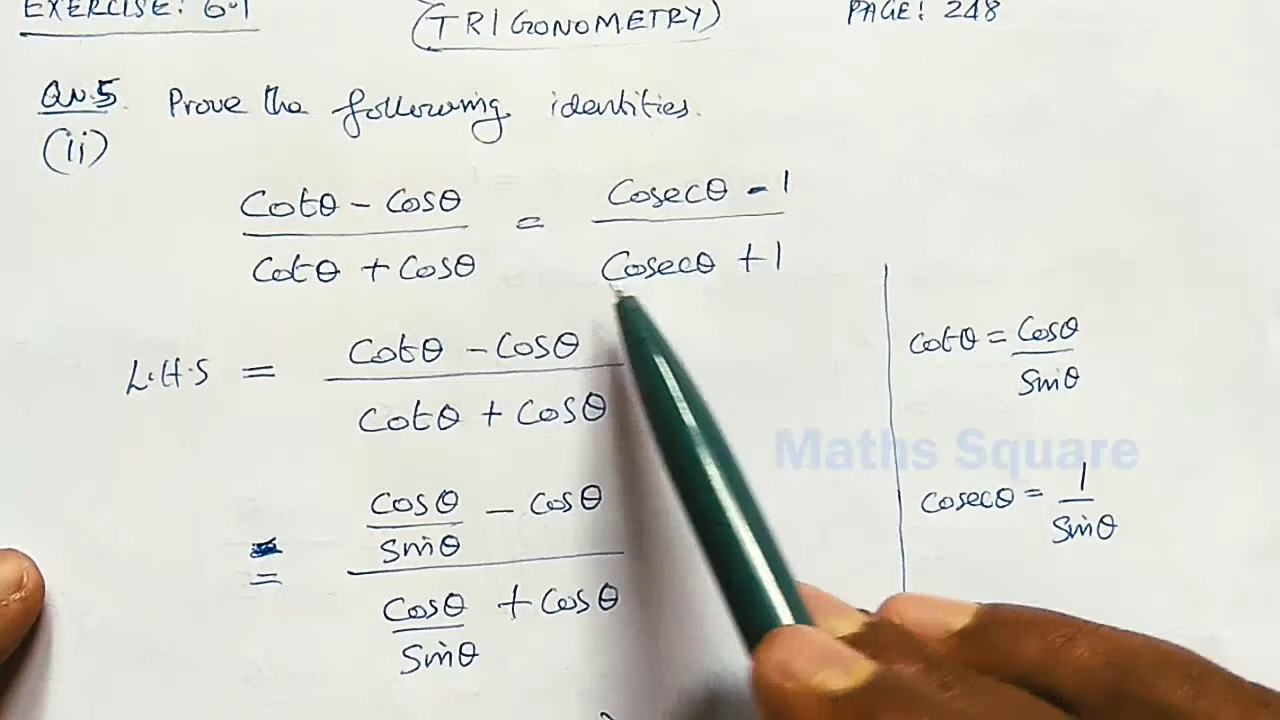 EXERCISE: 6.1 (TRIGONOMETRY) PAGE: 248
QN.5 Prove the following identities.
(ii)
Cotθ - Cosθ / Cotθ + Cosθ = Cosecθ - 1 / Cosecθ + 1
L.H.S = Cotθ - Cosθ / Cotθ + Cosθ
= Cosθ/Sinθ - Cosθ / Cosθ/Sinθ + Cosθ
Cotθ = Cosθ / Sinθ
Maths Square
Cosecθ = 1 / Sinθ